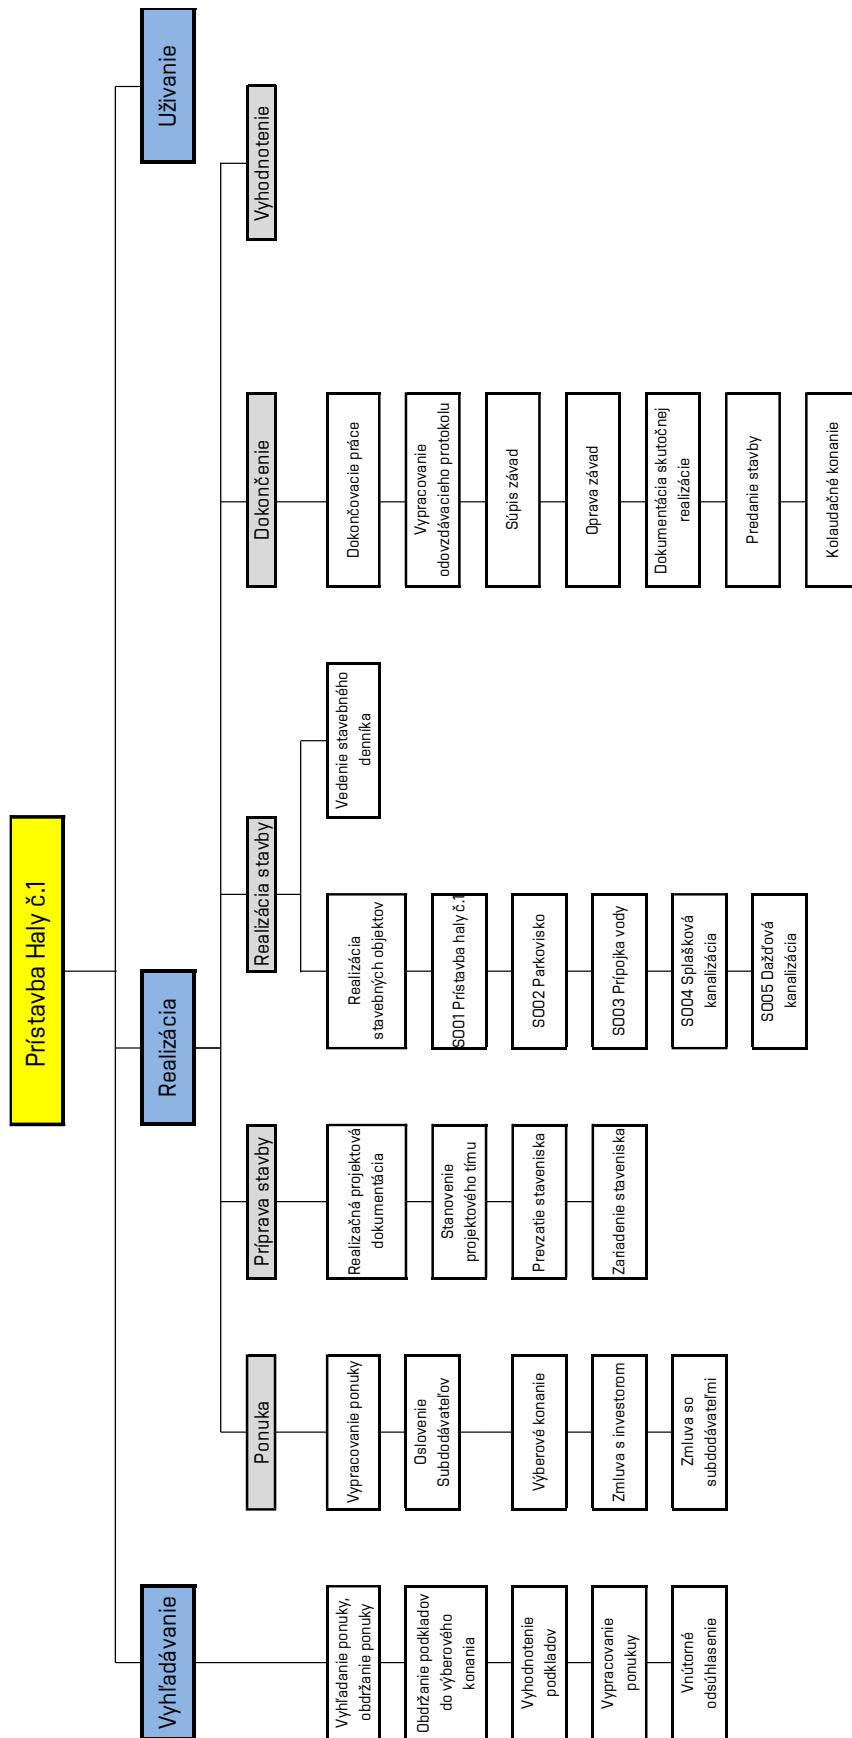 Prístavba Haly č.1
Vyhľadávanie
Realizácia
Užívanie
Ponuka
Príprava stavby
Realizácia stavby
Dokončenie
Vyhodnotenie
Vyhľadanie ponuky,
obdržanie ponuky
Obdržanie podkladov
do výberového
konania
Vyhodnotenie
podkladov
Vypracovanie
ponukuy
Vnútorné
odsúhlasenie
Vypracovanie ponuky
Oslovenie
Subdodávateľov
Výberové konanie
Zmluva s investorom
Zmluva so
subdodávateľmi
Realizačná projektová
dokumentácia
Stanovenie
projektového tímu
Prevzatie staveniska
Zariadenie staveniska
Realizácia
stavebných objektov
SO01 Prístavba haly č.1
SO02 Parkovisko
SO03 Prípojka vody
SO04 Splašková
kanalizácia
SO05 Dažďová
kanalizácia
Vedenie stavebného
denníka
Dokončovacie práce
Vypracovanie
odovzdávacieho protokolu
Súpis závad
Oprava závad
Dokumentácia skutočnej
realizácie
Predanie stavby
Kolaudačné konanie